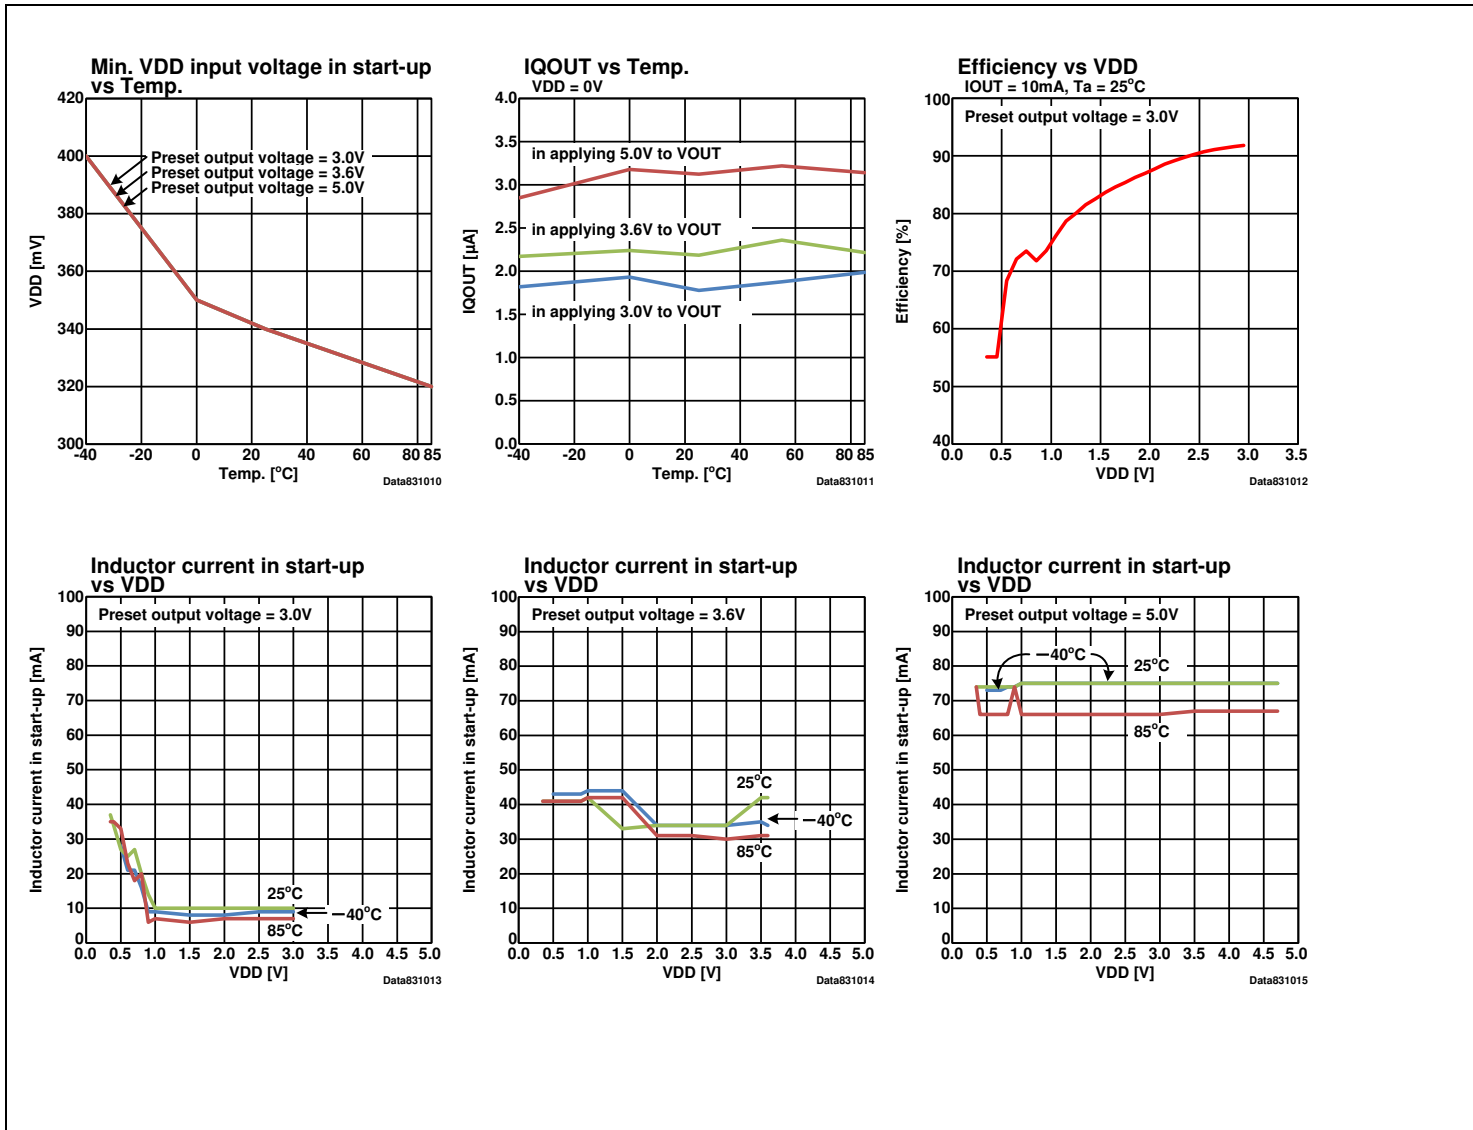 Min. VDD input voltage in start-up
vs Temp.
420
400
380
360
340
320
300
VDD [mV]
Preset output voltage = 3.0V
Preset output voltage = 3.6V
Preset output voltage = 5.0V
-40 -20 0 20 40 60 80 85
Temp. [°C]
Data831010
IQOUT vs Temp.
VDD = 0V
4.0
3.5
3.0
2.5
2.0
1.5
1.0
0.5
0.0
IQOUT [µA]
in applying 5.0V to VOUT
in applying 3.6V to VOUT
in applying 3.0V to VOUT
-40 -20 0 20 40 60 80 85
Temp. [°C]
Data831011
Efficiency vs VDD
IOUT = 10mA, Ta = 25°C
100
90
80
70
60
50
40
Efficiency [%]
Preset output voltage = 3.0V
0.0 0.5 1.0 1.5 2.0 2.5 3.0 3.5
VDD [V]
Data831012
Inductor current in start-up
vs VDD
100
90
80
70
60
50
40
30
20
10
0
Inductor current in start-up [mA]
Preset output voltage = 3.0V
25°C
−40°C
85°C
0.0 0.5 1.0 1.5 2.0 2.5 3.0 3.5 4.0 4.5 5.0
VDD [V]
Data831013
Inductor current in start-up
vs VDD
100
90
80
70
60
50
40
30
20
10
0
Inductor current in start-up [mA]
Preset output voltage = 3.6V
25°C
−40°C
85°C
0.0 0.5 1.0 1.5 2.0 2.5 3.0 3.5 4.0 4.5 5.0
VDD [V]
Data831014
Inductor current in start-up
vs VDD
100
90
80
70
60
50
40
30
20
10
0
Inductor current in start-up [mA]
Preset output voltage = 5.0V
−40°C
25°C
85°C
0.0 0.5 1.0 1.5 2.0 2.5 3.0 3.5 4.0 4.5 5.0
VDD [V]
Data831015